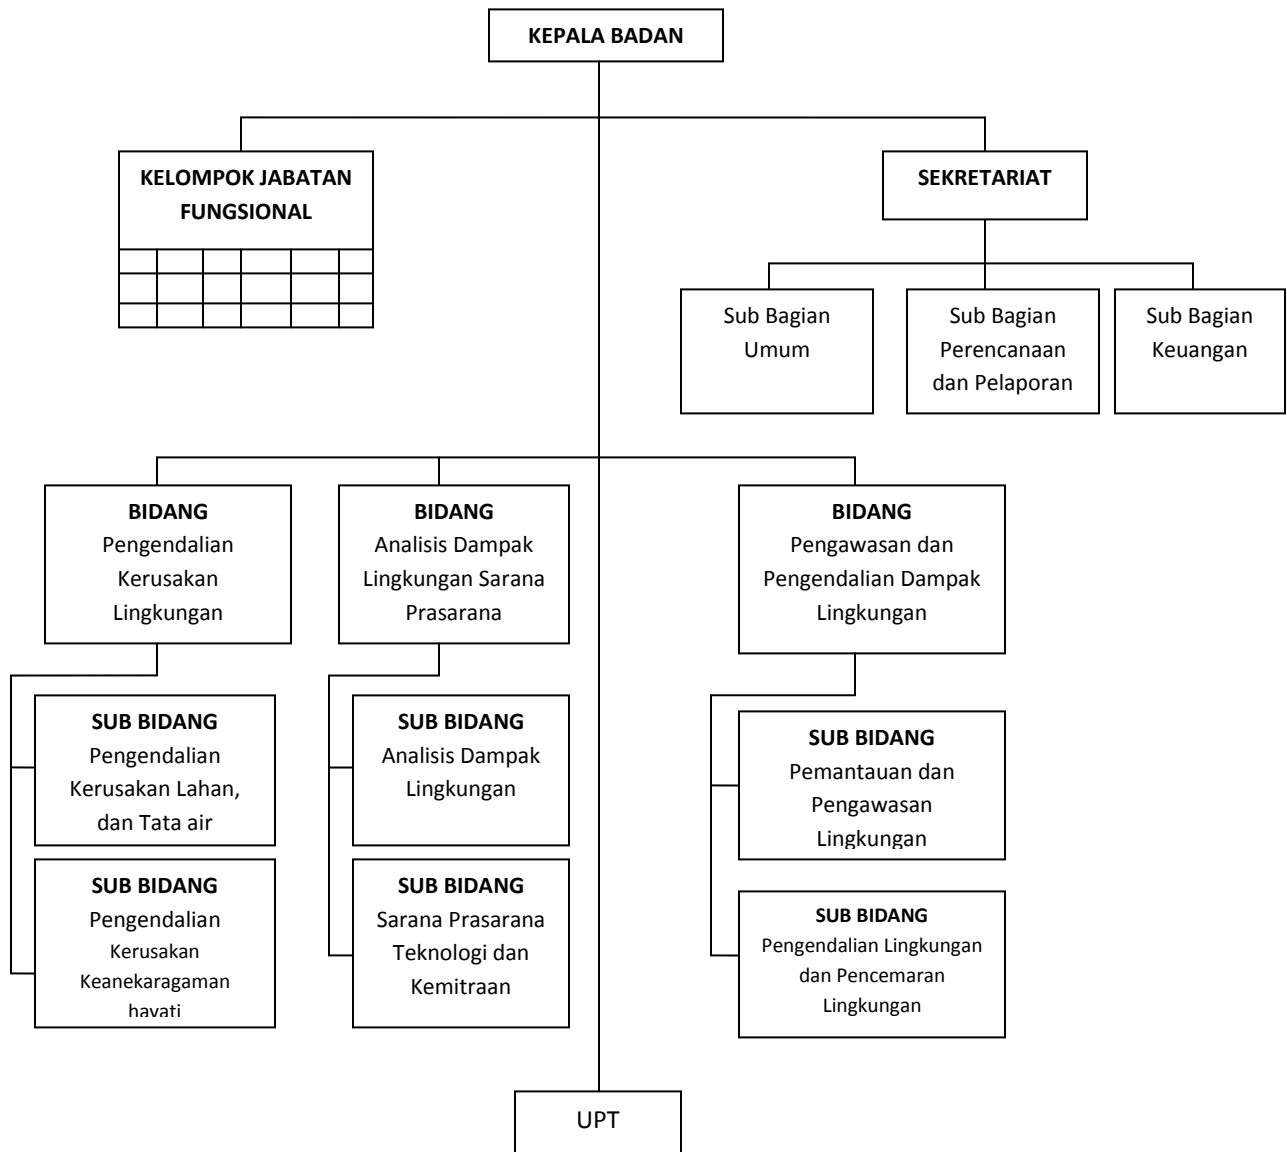 KEPALA BADAN
KELOMPOK JABATAN
FUNGSIONAL
SEKRETARIAT
Sub Bagian
Umum
Sub Bagian
Perencanaan
dan Pelaporan
Sub Bagian
Keuangan
BIDANG
Pengendalian
Kerusakan
Lingkungan
BIDANG
Analisis Dampak
Lingkungan Sarana
Prasarana
BIDANG
Pengawasan dan
Pengendalian Dampak
Lingkungan
SUB BIDANG
Pengendalian
Kerusakan Lahan,
dan Tata air
SUB BIDANG
Analisis Dampak
Lingkungan
SUB BIDANG
Pemantauan dan
Pengawasan
Lingkungan
SUB BIDANG
Pengendalian
Kerusakan
Keanekaragaman
hayati
SUB BIDANG
Sarana Prasarana
Teknologi dan
Kemitraan
SUB BIDANG
Pengendalian Lingkungan
dan Pencemaran
Lingkungan
UPT